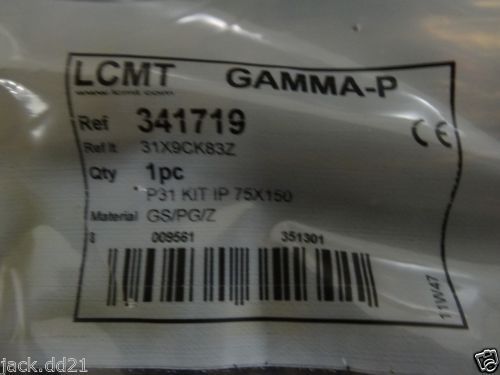 LCMT GAMMA-P
www.lcmt.com
Ref 341719
Ref It 31X9CK83Z
Qty 1pc
P31 KIT IP 75X150
Material GS/PG/Z
009561 351301
11W47
CE
jack.dd21